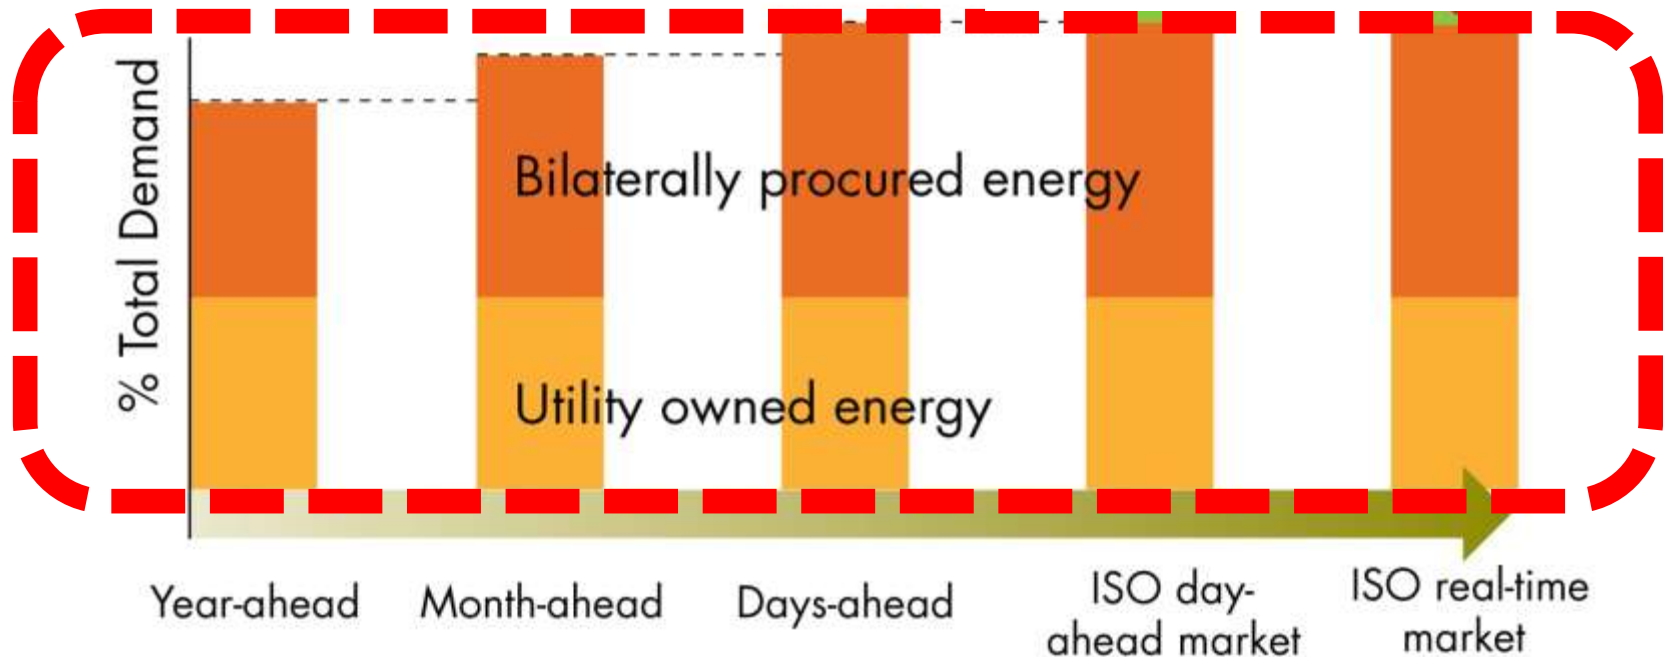 % Total Demand
Bilaterally procured energy
Utility owned energy
Year-ahead
Month-ahead
Days-ahead
ISO day-
ahead market
ISO real-time
market